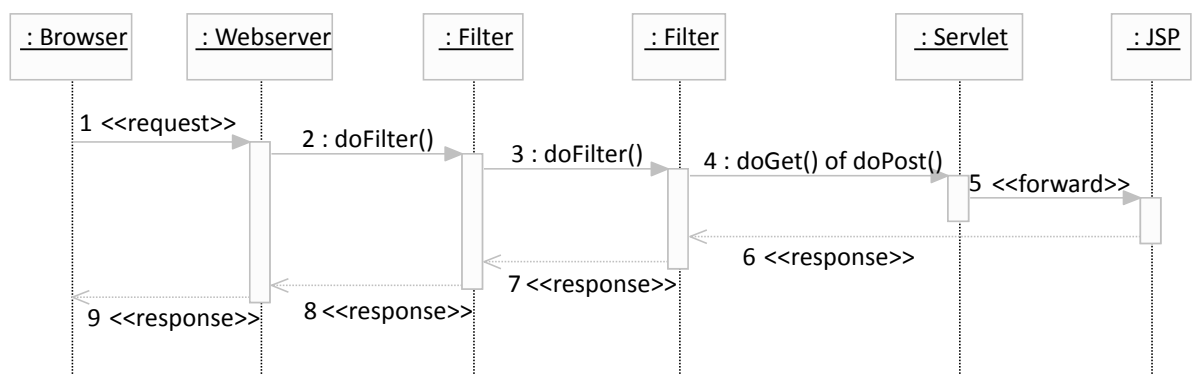 : Browser
: Webserver
: Filter
: Filter
: Servlet
: JSP
1 <<request>>
2 : doFilter()
3 : doFilter()
4 : doGet() of doPost()
5 <<forward>>
6 <<response>>
7 <<response>>
8 <<response>>
9 <<response>>